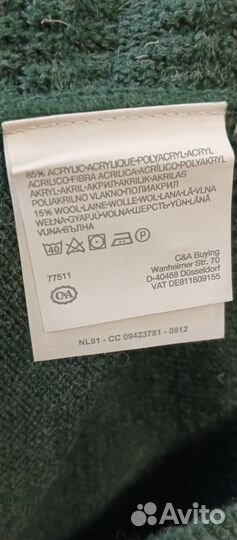 85% ACRYLIC-ACRYLIQUE-POLYACRYL-ACRYL
ACRILICO-FIBRA ACRILICA-ACRÍLICO-POLYAKRYL
AKRYL-AKRIL-АКРИЛ-AKRILIK-AKRILAS
POLIAKRILNO VLAKNO-ПОЛИАКРИЛ
15% WOOL-LAINE-WOLLE-WOL-LANA-LÃ-VLNA
WEŁNA-GYAPJÚ-VOLNA-ШЕРСТЬ-YÜN-LÂNĂ
VUNA-ВЪЛНА
40
P
77511
C&A Buying
Wanheimer Str. 70
D-40468 Düsseldorf
VAT DE811809155
C&A
NL01 - CC 09423781 - 0812
Avito